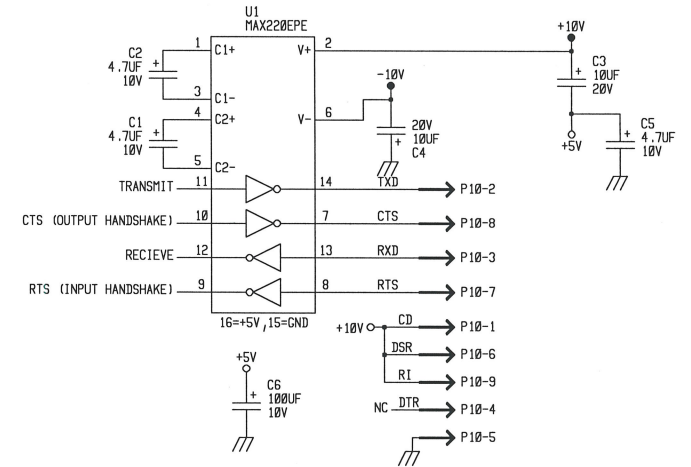 U1
MAX220EPE
1 C1+ V+ 2
+10V
C2
4.7UF
10V
+
3 C1-
-10V
C3
10UF
20V
+
4 C2+ V- 6
C1
4.7UF
10V
+
20V
10UF
C4
+
+5V
C5
4.7UF
10V
+
5 C2-
TRANSMIT 11 14 TXD P10-2
CTS (OUTPUT HANDSHAKE) 10 7 CTS P10-8
RECIEVE 12 13 RXD P10-3
RTS (INPUT HANDSHAKE) 9 8 RTS P10-7
16=+5V,15=GND
+10V CD P10-1
DSR P10-6
RI P10-9
NC DTR P10-4
P10-5
+5V
C6
100UF
10V
+